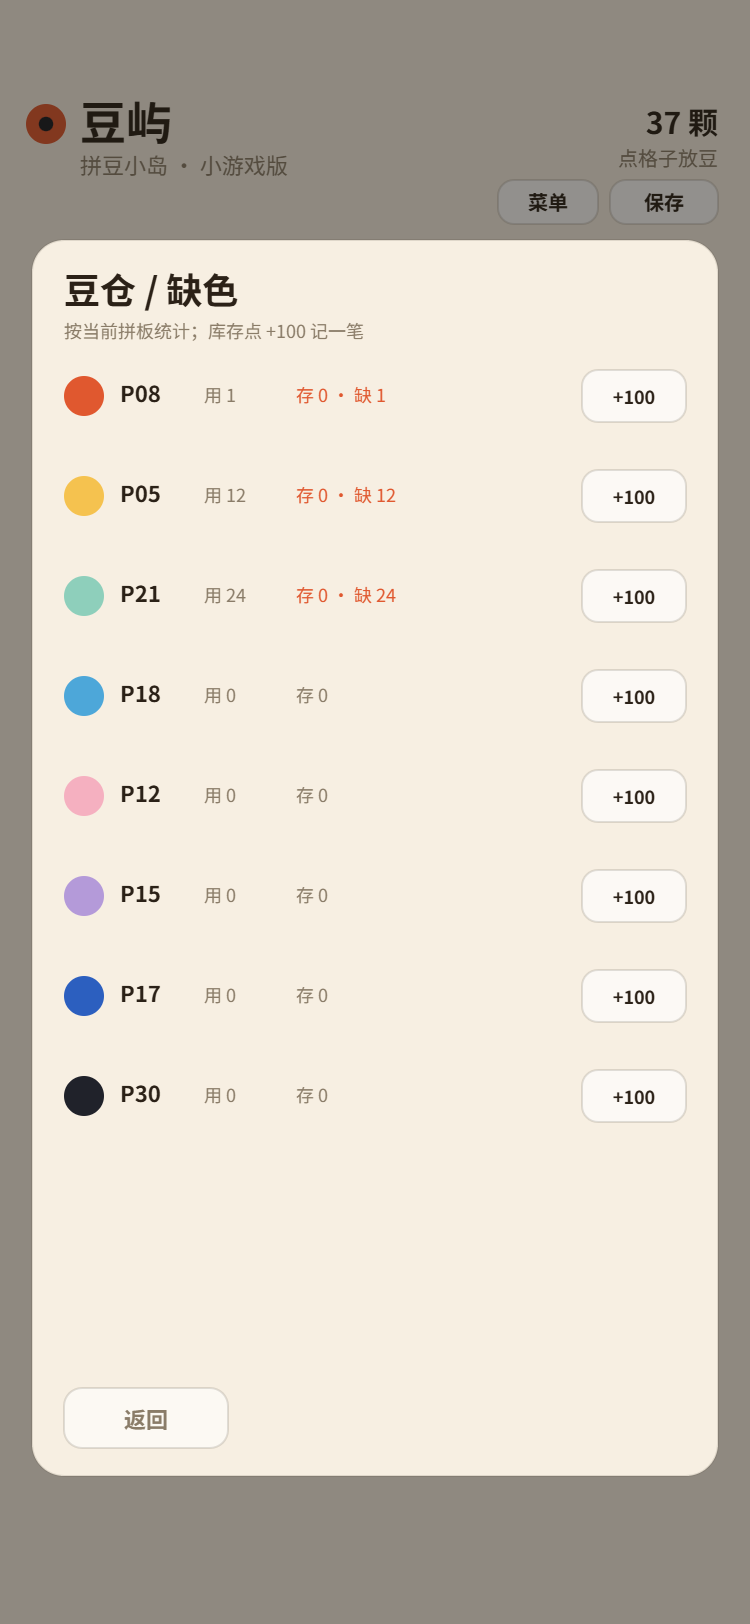 豆屿
拼豆小岛 · 小游戏版
37 颗
点格子放豆
菜单 保存
豆仓 / 缺色
按当前拼板统计；库存点 +100 记一笔
P08 用 1 存 0 · 缺 1 +100
P05 用 12 存 0 · 缺 12 +100
P21 用 24 存 0 · 缺 24 +100
P18 用 0 存 0 +100
P12 用 0 存 0 +100
P15 用 0 存 0 +100
P17 用 0 存 0 +100
P30 用 0 存 0 +100
返回